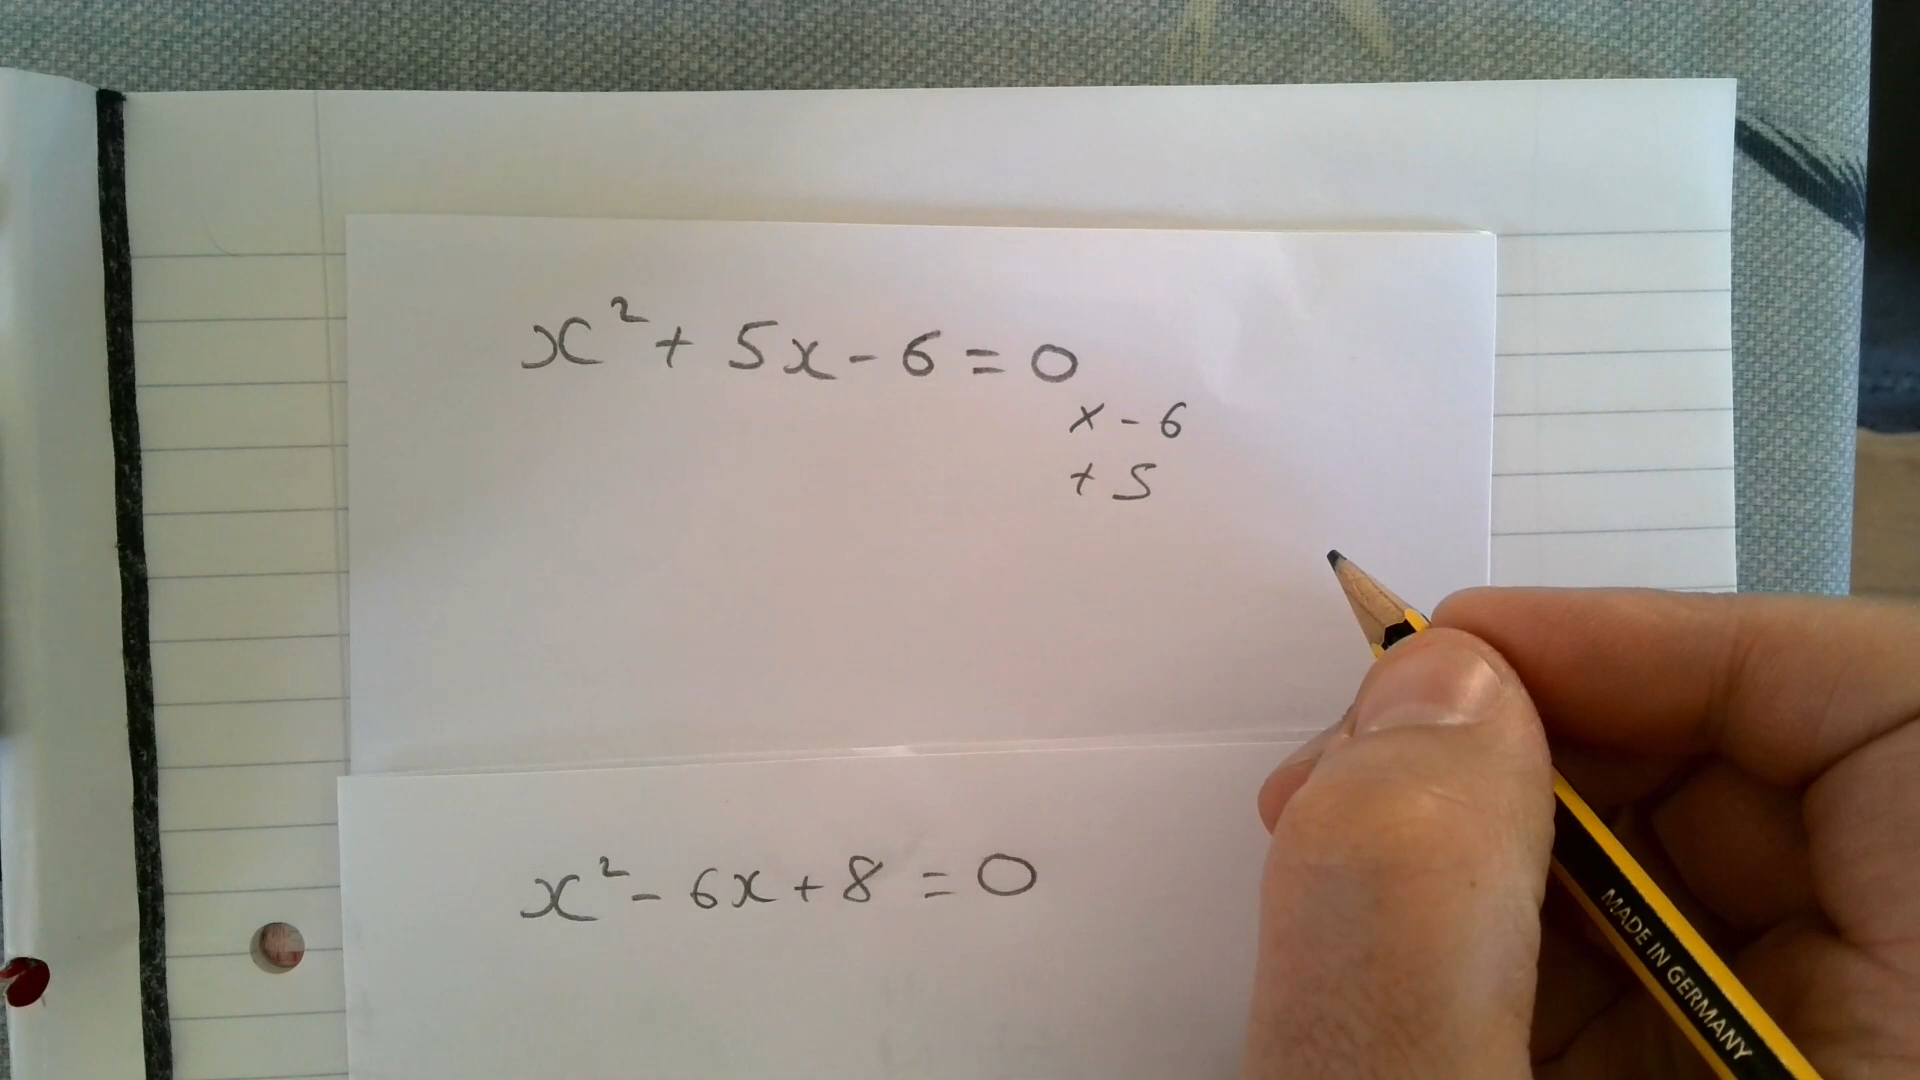 x² + 5x - 6 = 0
x - 6
+ 5
x² - 6x + 8 = 0
MADE IN GERMANY